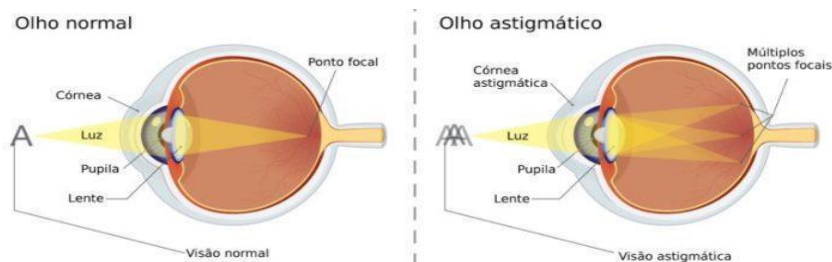 Olho normal
Ponto focal
Córnea
A
Luz
Pupila
Lente
Visão normal
Olho astigmático
Múltiplos
pontos focais
Córnea
astigmática
AAA
Luz
Pupila
Lente
Visão astigmática